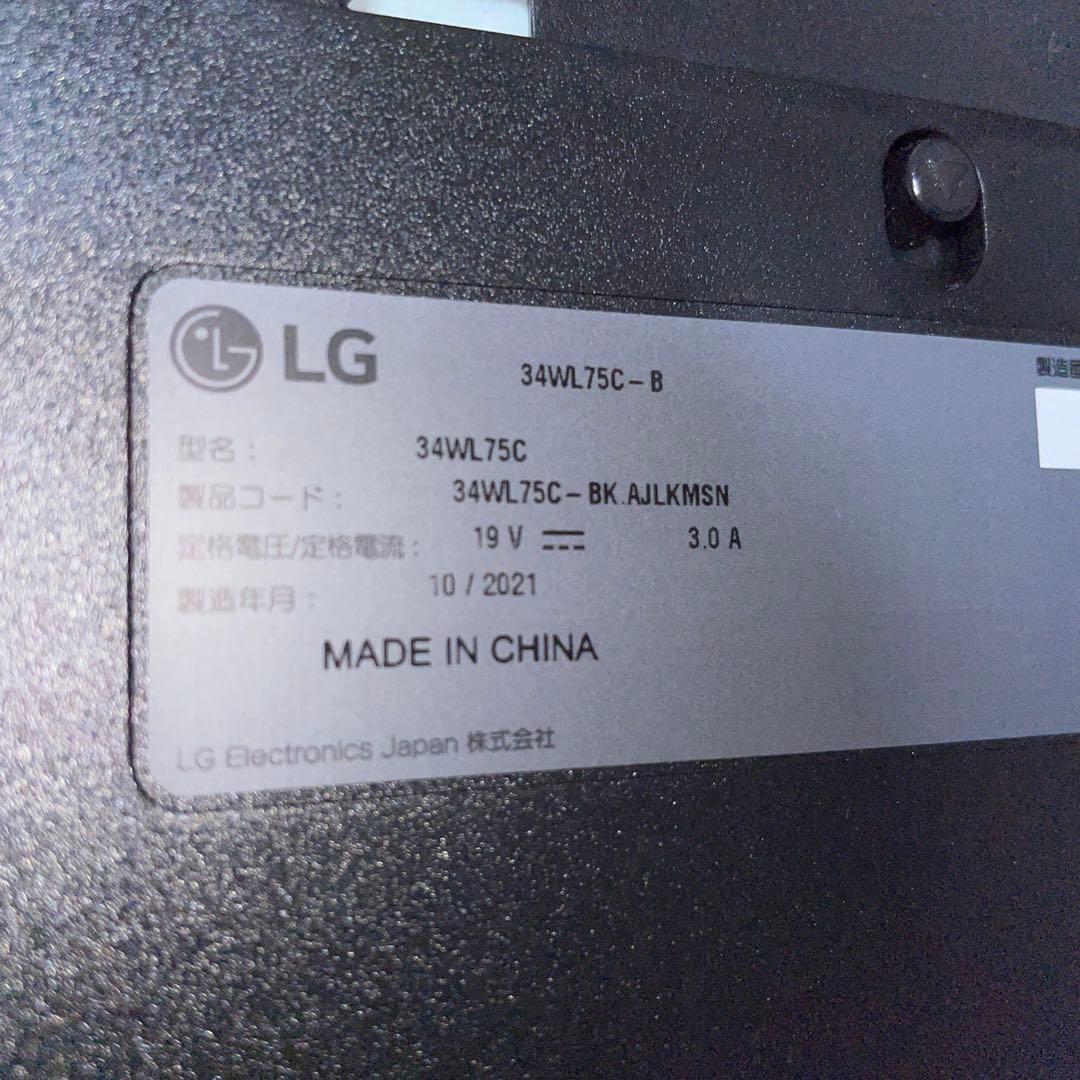 LG
34WL75C-B
製造
型名： 34WL75C
製品コード： 34WL75C-BK.AJLKMSN
定格電圧/定格電流： 19 V 3.0 A
製造年月： 10 / 2021
MADE IN CHINA
LG Electronics Japan 株式会社